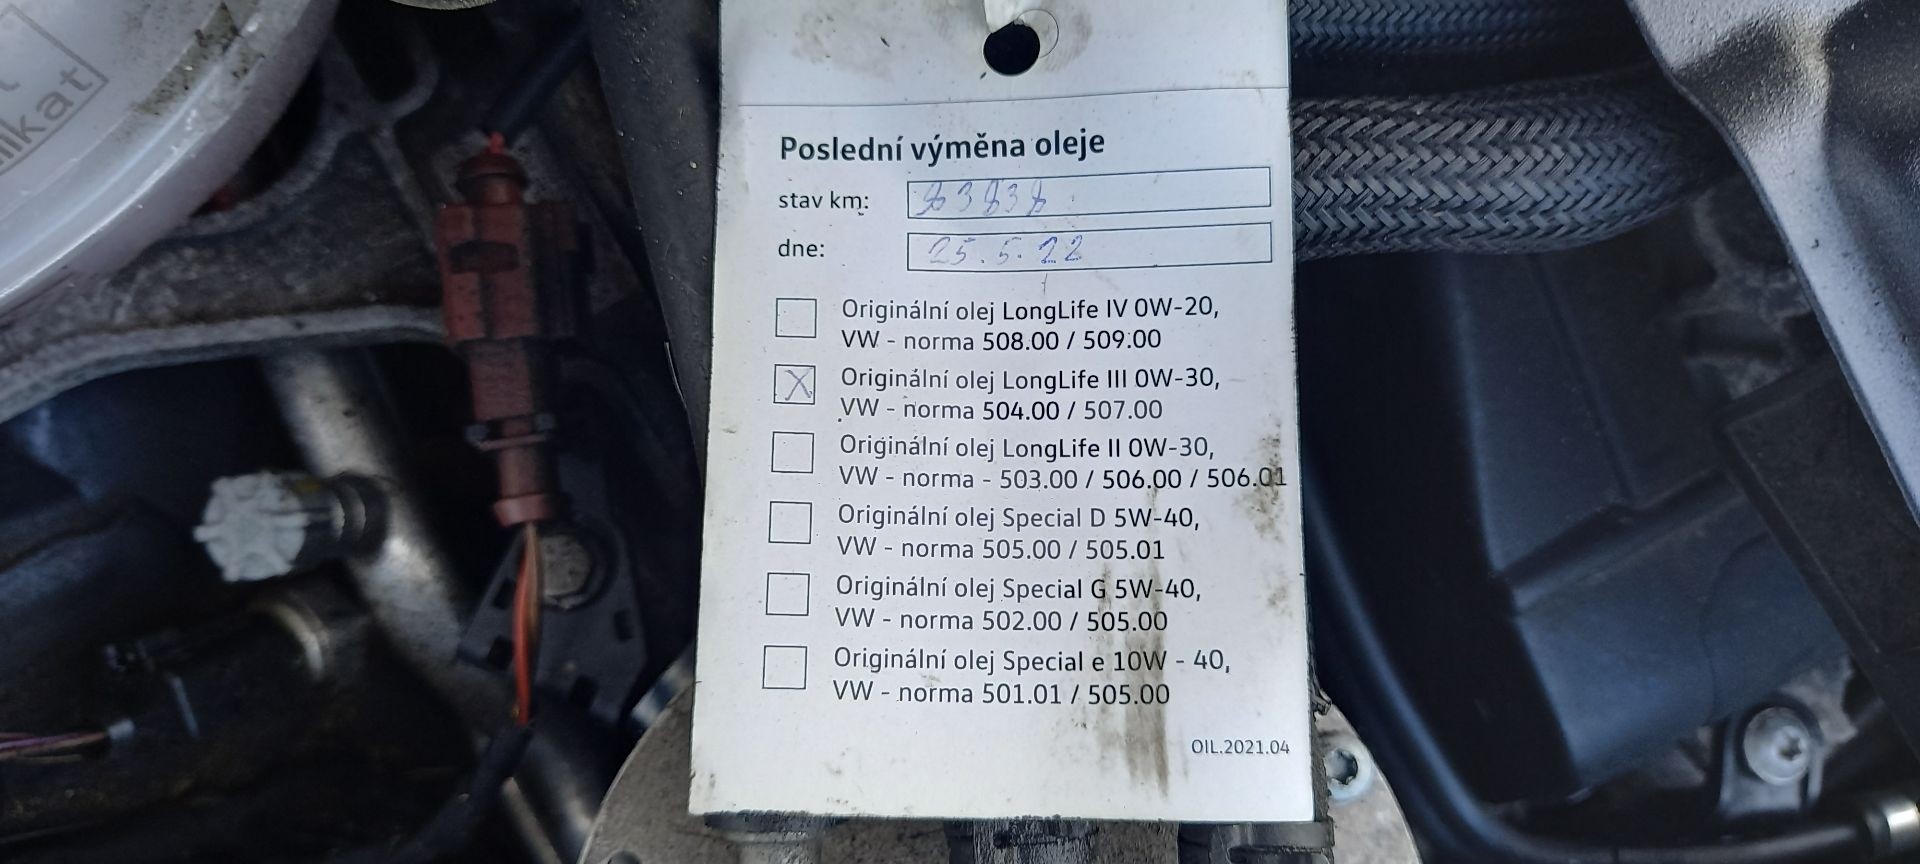 likat
Poslední výměna oleje
stav km: 83838
dne: 25.5.22
Originální olej LongLife IV 0W-20,
VW - norma 508.00 / 509.00
X Originální olej LongLife III 0W-30,
VW - norma 504.00 / 507.00
Originální olej LongLife II 0W-30,
VW - norma - 503.00 / 506.00 / 506.01
Originální olej Special D 5W-40,
VW - norma 505.00 / 505.01
Originální olej Special G 5W-40,
VW - norma 502.00 / 505.00
Originální olej Special e 10W - 40,
VW - norma 501.01 / 505.00
OIL.2021.04